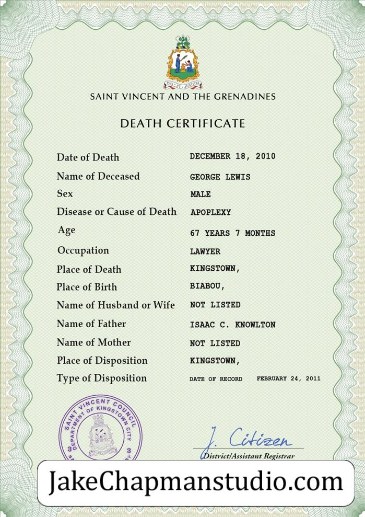 SAINT VINCENT AND THE GRENADINES
DEATH CERTIFICATE
Date of Death DECEMBER 18, 2010
Name of Deceased GEORGE LEWIS
Sex MALE
Disease or Cause of Death APOPLEXY
Age 67 YEARS 7 MONTHS
Occupation LAWYER
Place of Death KINGSTOWN,
Place of Birth BIABOU,
Name of Husband or Wife NOT LISTED
Name of Father ISAAC C. KNOWLTON
Name of Mother NOT LISTED
Place of Disposition KINGSTOWN,
Type of Disposition DATE OF RECORD FEBRUARY 24, 2011
SAINT VINCENT COUNCIL
DEPARTMENT OF KINGSTOWN CITY
J. Citizen
District/Assistant Registrar
JakeChapmanstudio.com